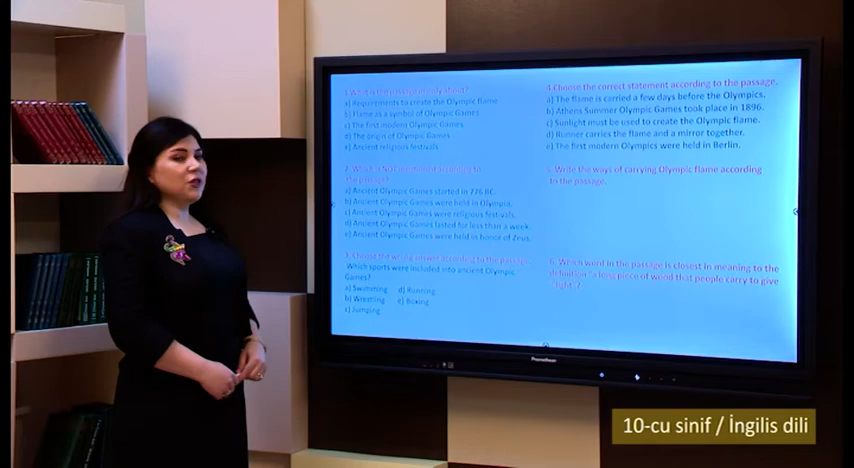 1 What is the passage mainly about?
a) Requirements to create the Olympic flame
b) Flame as a symbol of Olympic Games
c) The first modern Olympic Games
d) The origin of Olympic Games
e) Ancient religious festivals
2. Which is NOT mentioned according to
the passage?
a) Ancient Olympic Games started in 776 BC.
b) Ancient Olympic Games were held in Olympia.
c) Ancient Olympic Games were religious festivals.
d) Ancient Olympic Games lasted for less than a week.
e) Ancient Olympic Games were held in honor of Zeus.
3. Choose the wrong answer according to the passage.
Which sports were included into ancient Olympic
Games?
a) Swimming d) Running
b) Wrestling e) Boxing
c) Jumping
4 Choose the correct statement according to the passage.
a) The flame is carried a few days before the Olympics.
b) Athens Summer Olympic Games took place in 1896.
c) Sunlight must be used to create the Olympic flame.
d) Runner carries the flame and a mirror together.
e) The first modern Olympics were held in Berlin.
5. Write the ways of carrying Olympic flame according
to the passage.
6. Which word in the passage is closest in meaning to the
definition "a long piece of wood that people carry to give
light"?
Promethean
10-cu sinif / İngilis dili